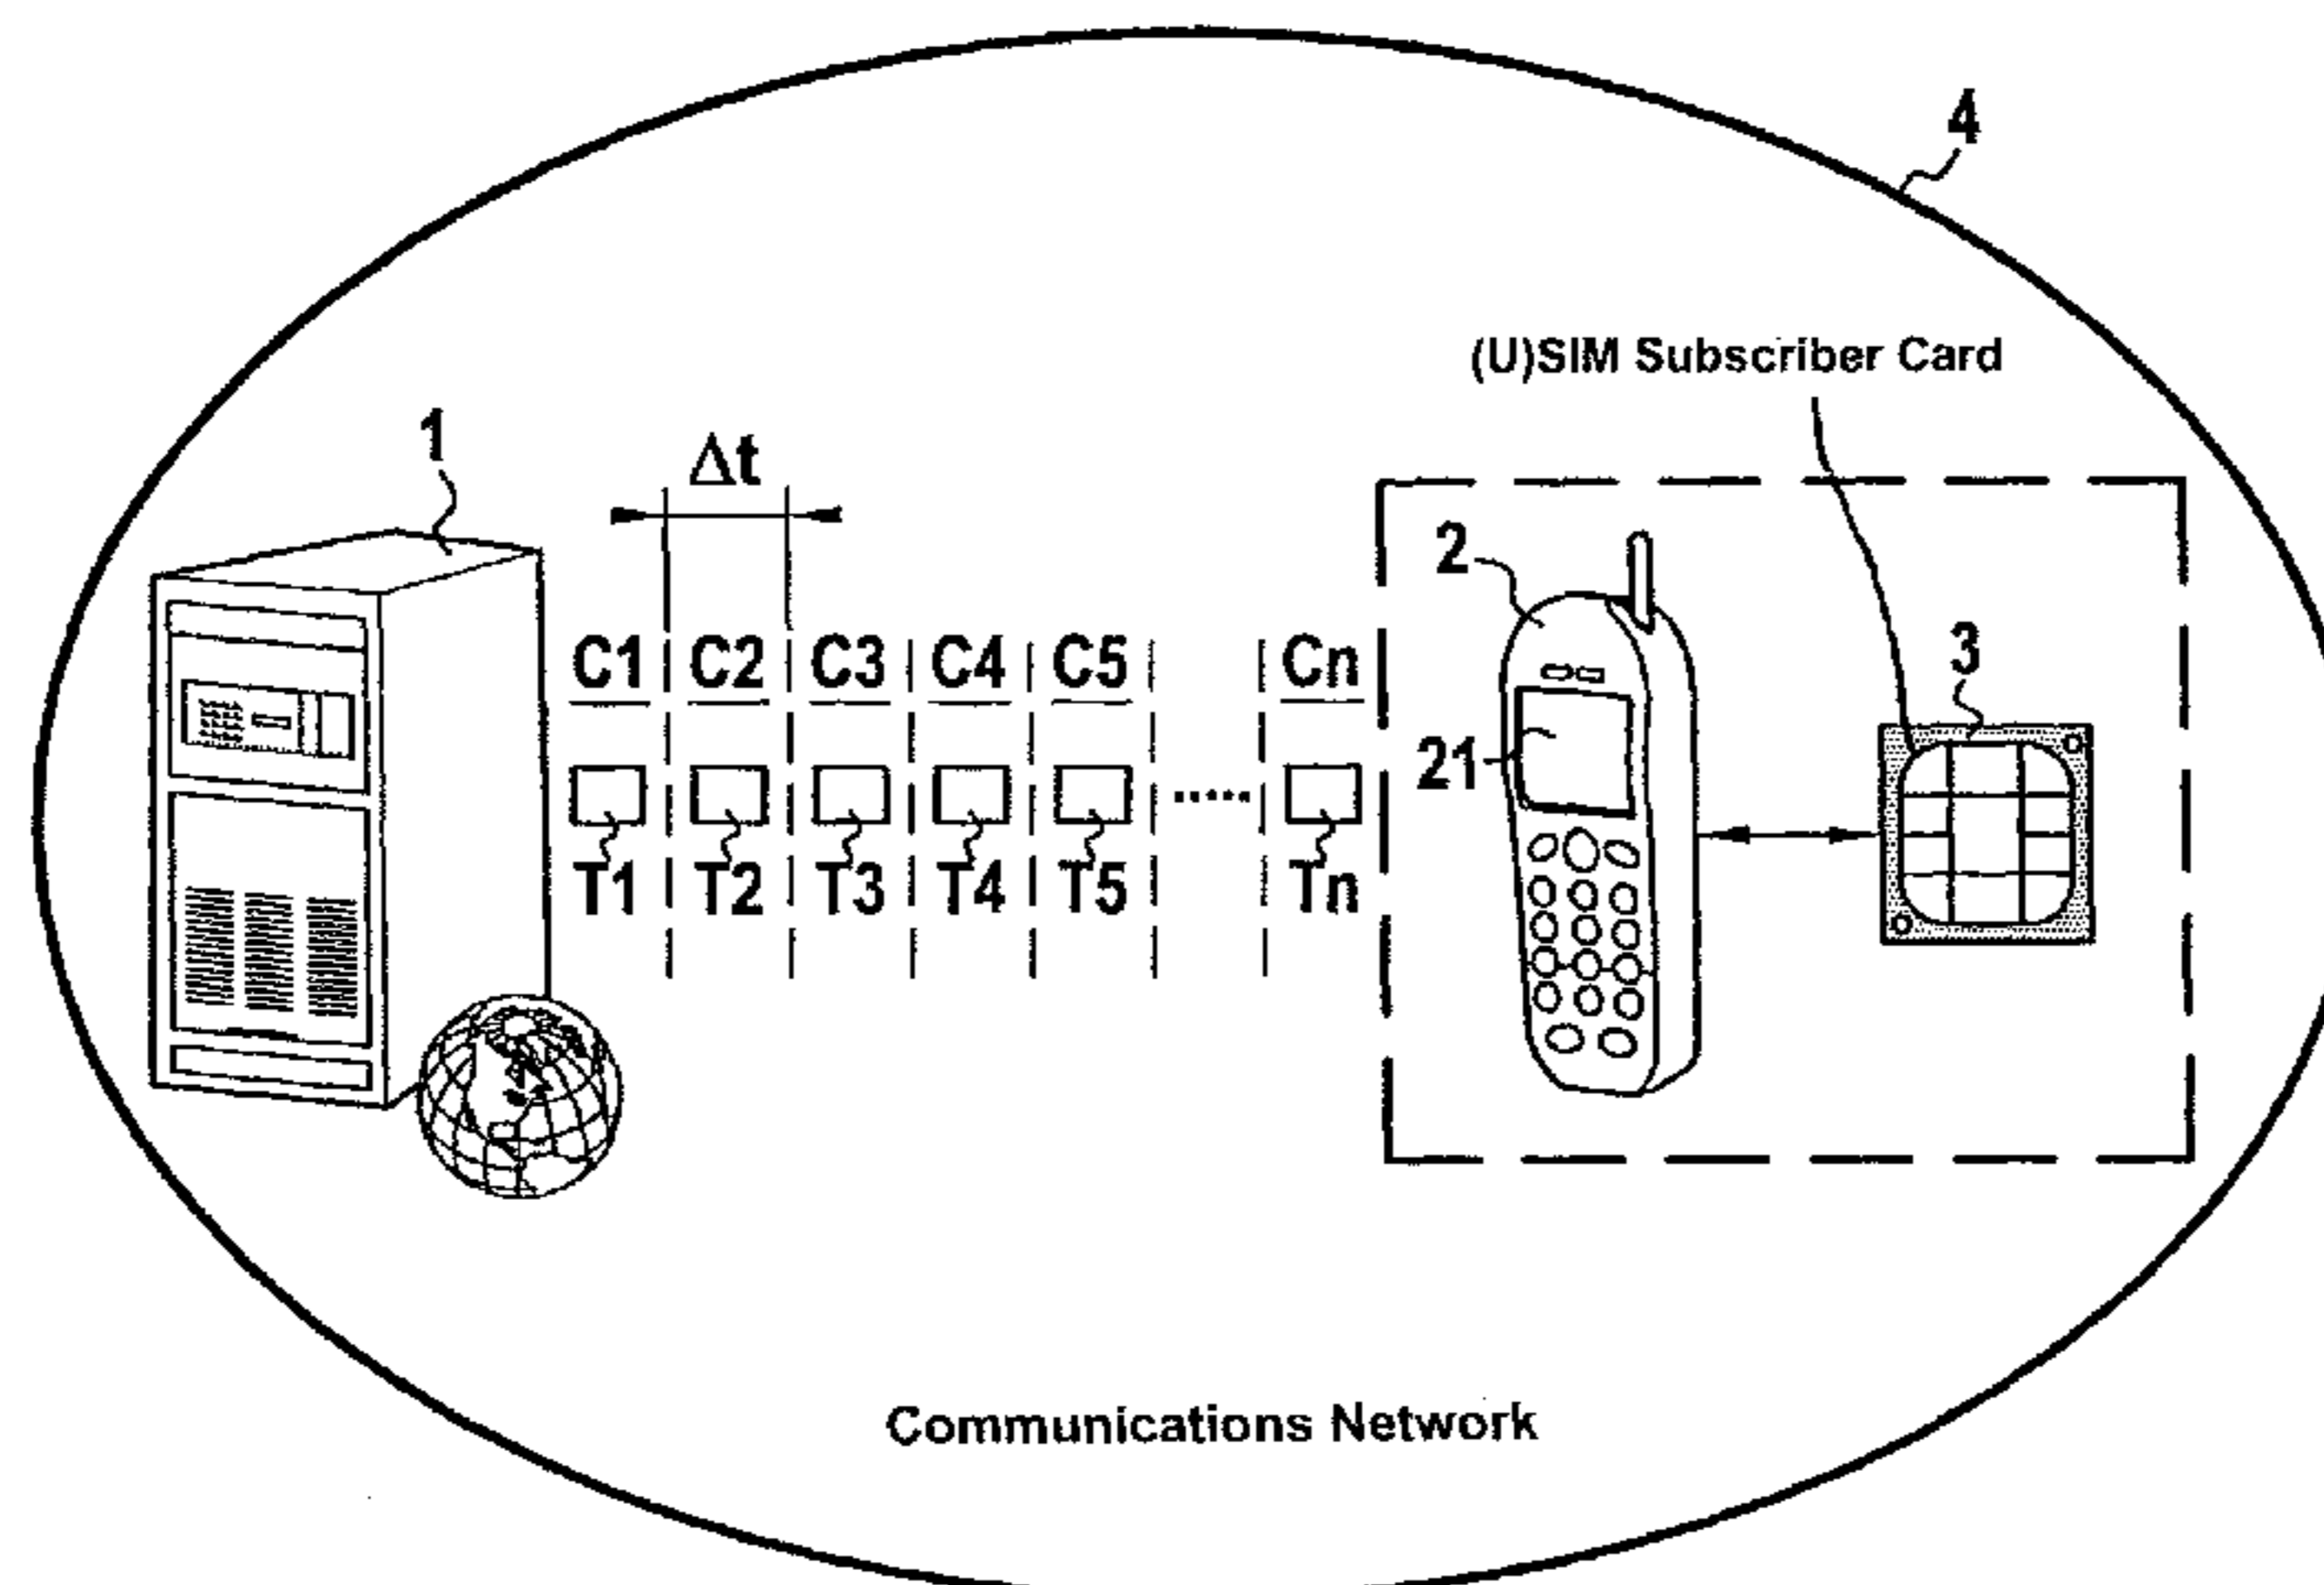 4
(U)SIM Subscriber Card
1
Δt
2
C1 C2 C3 C4 C5 Cn
3
21
T1 T2 T3 T4 T5 ..... Tn
Communications Network